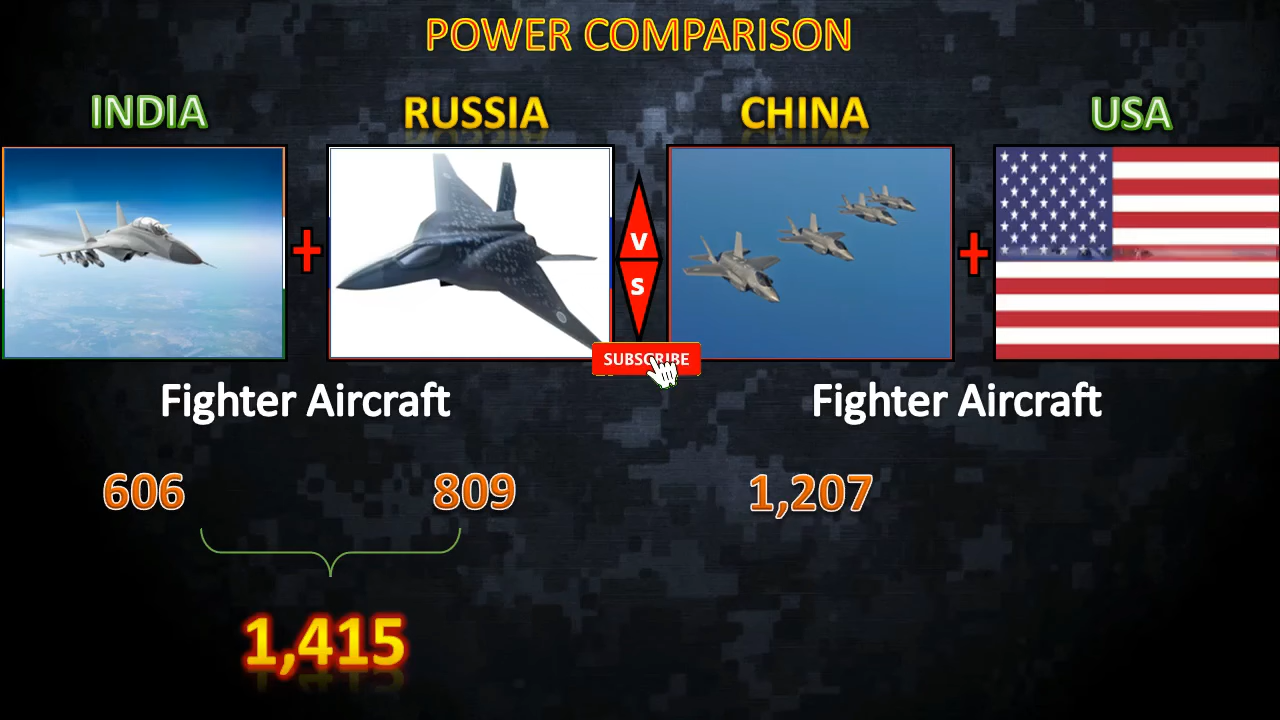 POWER COMPARISON
INDIA RUSSIA CHINA USA
+ V S +
SUBSCRIBE
Fighter Aircraft Fighter Aircraft
606 809 1,207
1,415